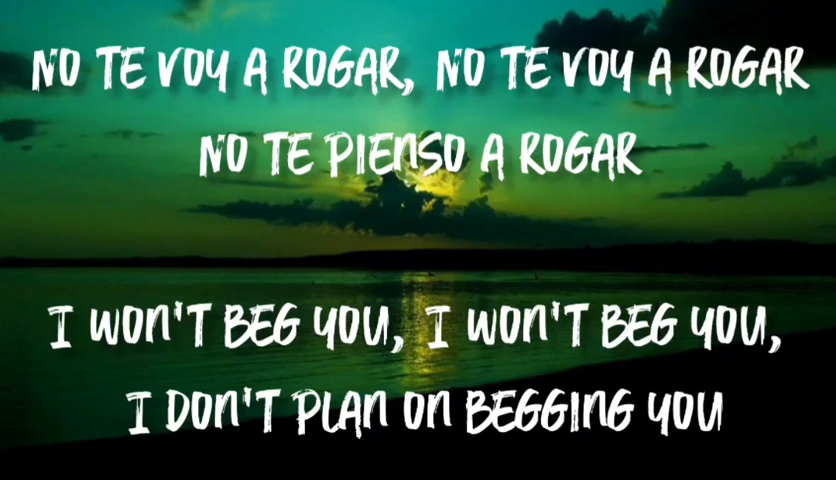 NO TE VOY A ROGAR, NO TE VOY A ROGAR
NO TE PIENSO A ROGAR
I WON'T BEG YOU, I WON'T BEG YOU,
I DON'T PLAN ON BEGGING YOU